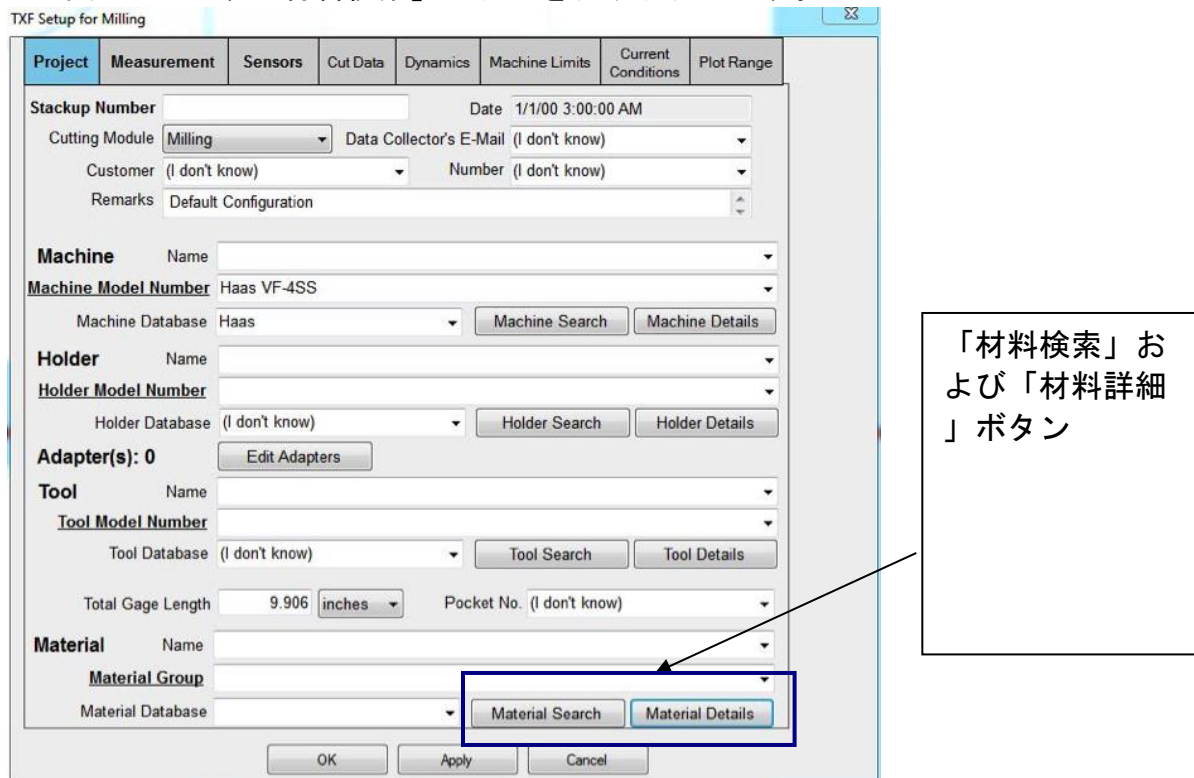 TXF Setup for Milling
Project Measurement Sensors Cut Data Dynamics Machine Limits Current Conditions Plot Range
Stackup Number Date 1/1/00 3:00:00 AM
Cutting Module Milling Data Collector's E-Mail (I don't know)
Customer (I don't know) Number (I don't know)
Remarks Default Configuration
Machine Name
Machine Model Number Haas VF-4SS
Machine Database Haas Machine Search Machine Details
Holder Name
Holder Model Number
Holder Database (I don't know) Holder Search Holder Details
Adapter(s): 0 Edit Adapters
Tool Name
Tool Model Number
Tool Database (I don't know) Tool Search Tool Details
Total Gage Length 9.906 inches Pocket No. (I don't know)
Material Name
Material Group
Material Database Material Search Material Details
OK Apply Cancel
「材料検索」お
よび「材料詳細
」ボタン